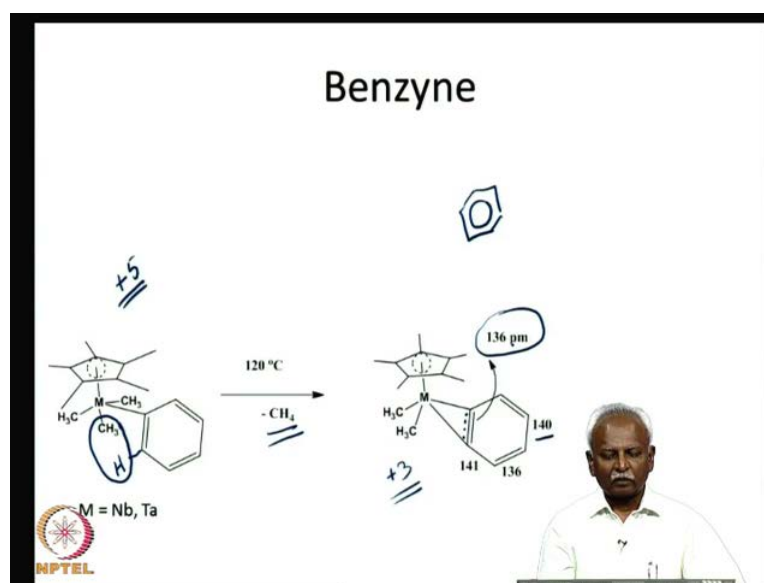 Benzyne
+5
136 pm
120 °C
- CH₄
M
CH₃
H₃C
CH₃
H
M
H₃C
H₃C
140
141
136
+3
M = Nb, Ta
NPTEL